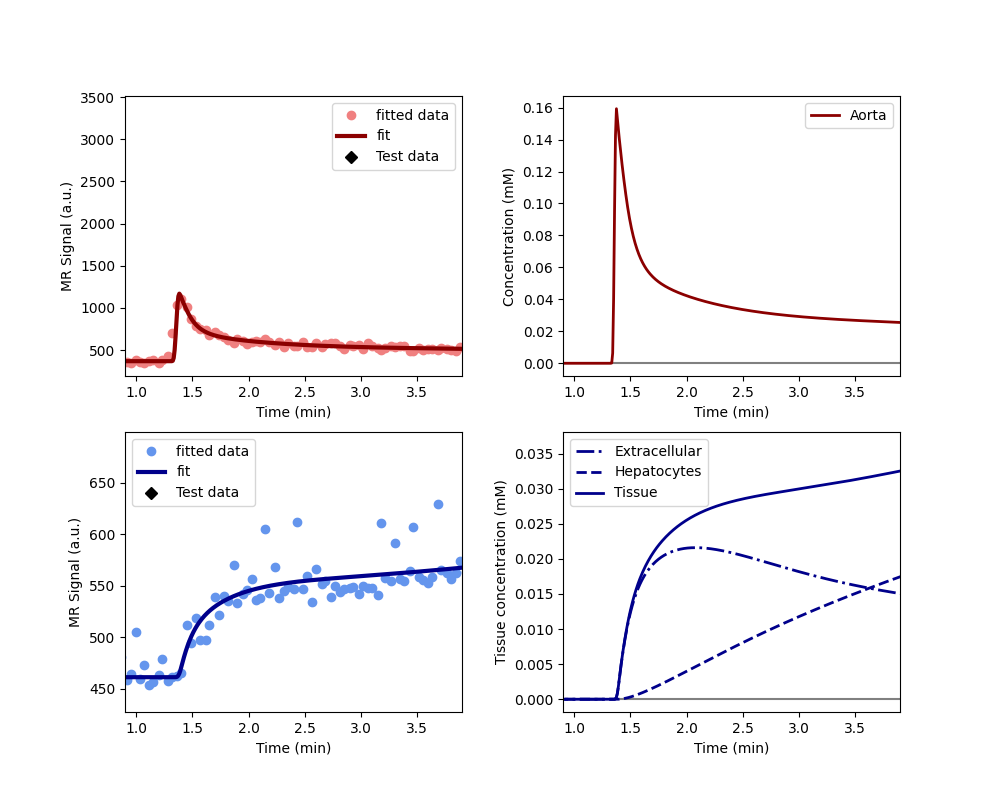 3500
3000
2500
2000
1500
1000
500
MR Signal (a.u.)
fitted data
fit
Test data
1.0 1.5 2.0 2.5 3.0 3.5
Time (min)
0.16
0.14
0.12
0.10
0.08
0.06
0.04
0.02
0.00
Concentration (mM)
Aorta
1.0 1.5 2.0 2.5 3.0 3.5
Time (min)
650
600
550
500
450
MR Signal (a.u.)
fitted data
fit
Test data
1.0 1.5 2.0 2.5 3.0 3.5
Time (min)
0.035
0.030
0.025
0.020
0.015
0.010
0.005
0.000
Tissue concentration (mM)
Extracellular
Hepatocytes
Tissue
1.0 1.5 2.0 2.5 3.0 3.5
Time (min)